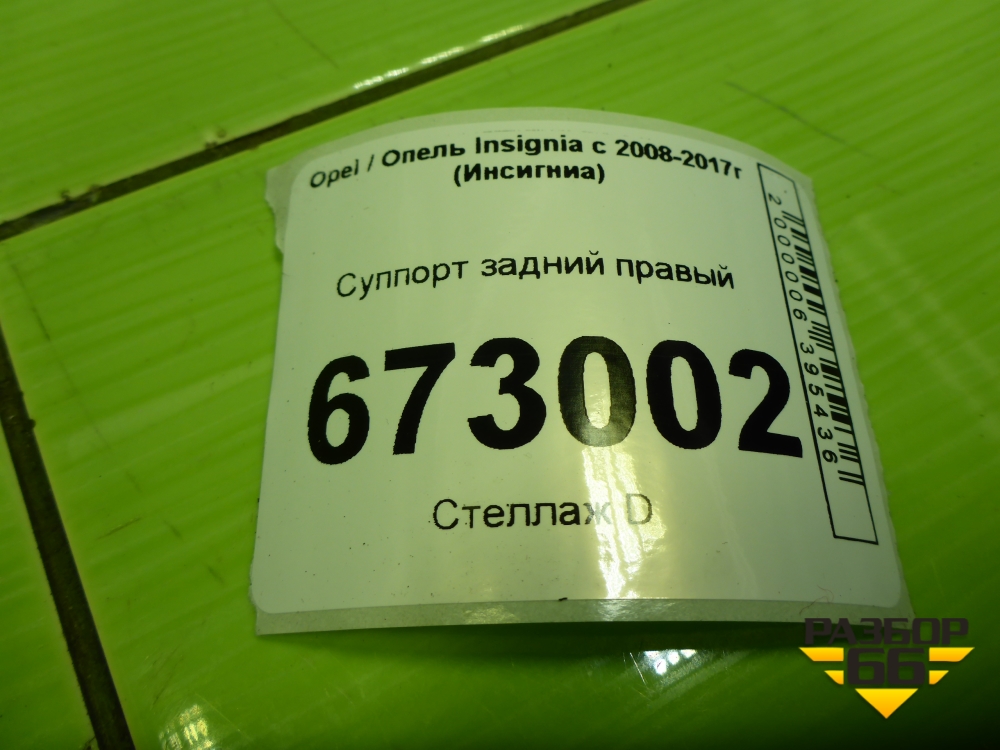 Opel / Опель Insignia с 2008-2017г
(Инсигниа)
Суппорт задний правый
673002
Стеллаж D
2000006395436
РАЗБОР
66